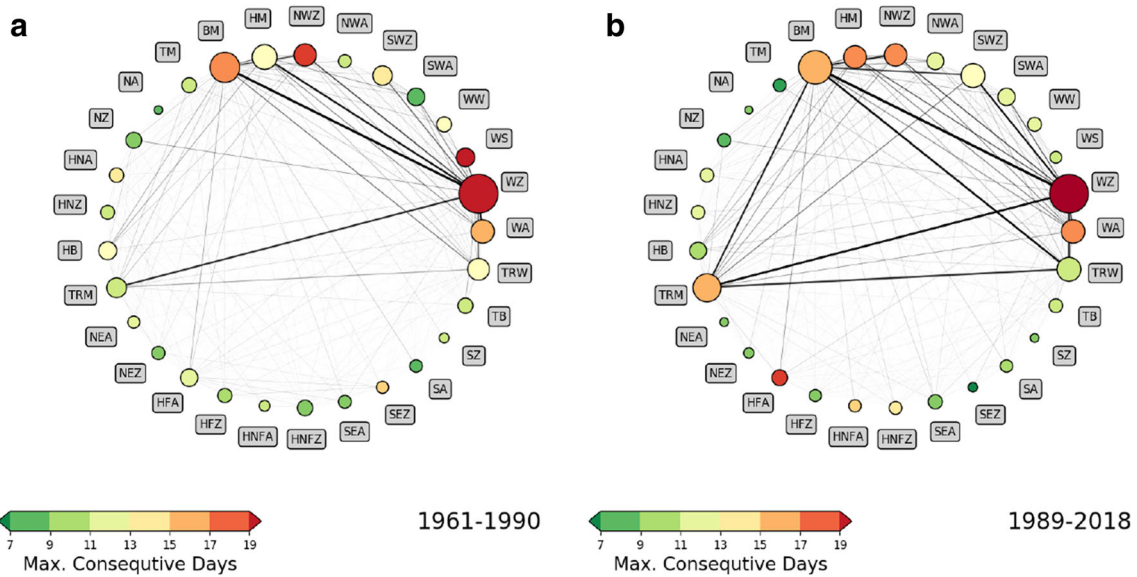 a
BM
HM
NWZ
NWA
SWZ
SWA
WW
WS
WZ
WA
TRW
TB
SZ
SA
SEZ
SEA
HNFZ
HNFA
HFZ
HFA
NEZ
NEA
TRM
HB
HNZ
HNA
NZ
NA
TM
7 9 11 13 15 17 19
Max. Consequtive Days
1961-1990
b
BM
HM
NWZ
NWA
SWZ
SWA
WW
WS
WZ
WA
TRW
TB
SZ
SA
SEZ
SEA
HNFZ
HNFA
HFZ
HFA
NEZ
NEA
TRM
HB
HNZ
HNA
NZ
NA
TM
7 9 11 13 15 17 19
Max. Consequtive Days
1989-2018